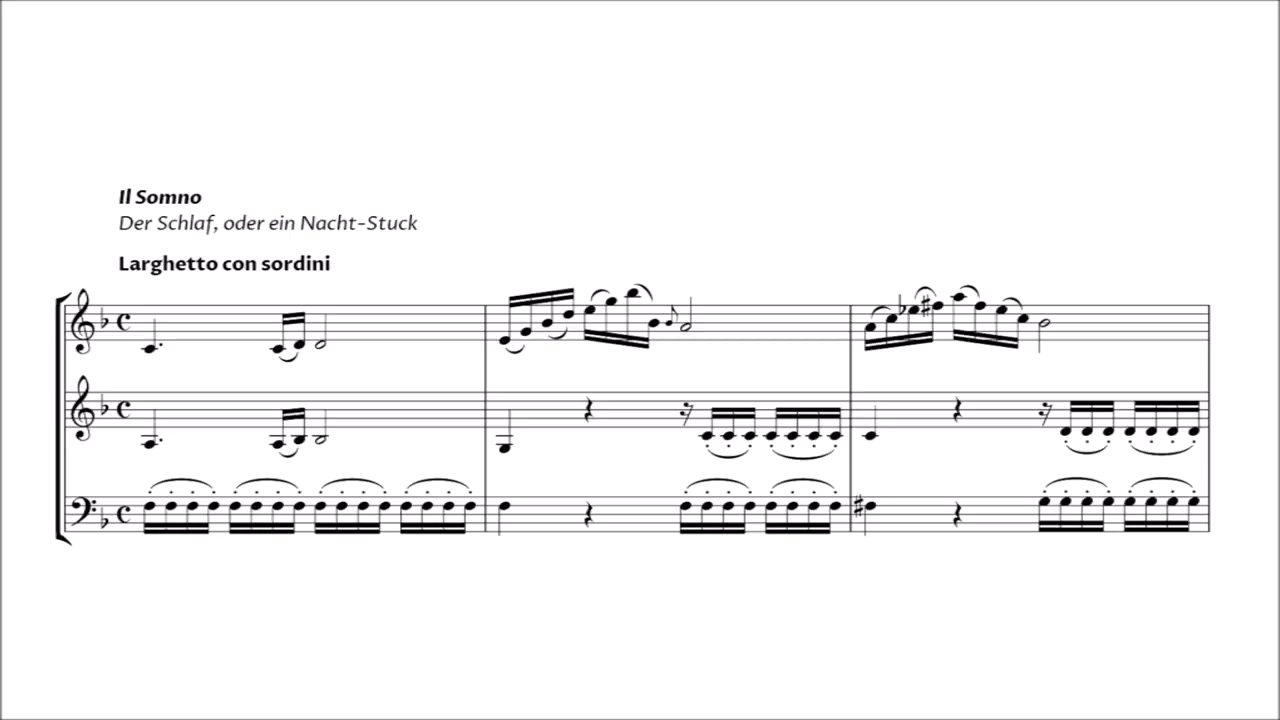 Il Somno
Der Schlaf, oder ein Nacht-Stuck
Larghetto con sordini